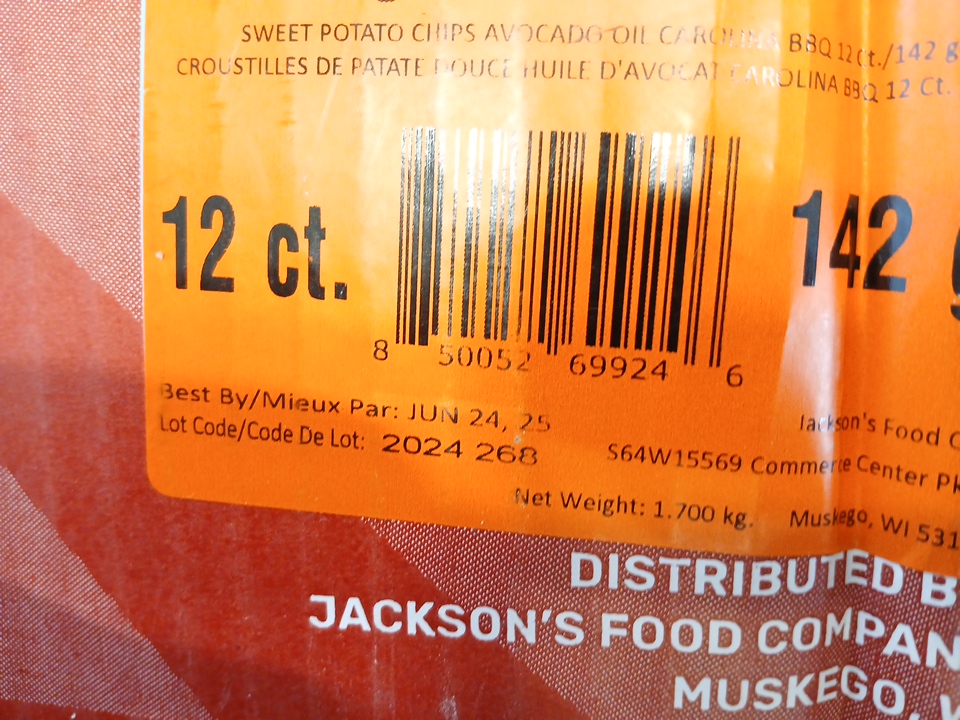 SWEET POTATO CHIPS AVOCADO OIL CAROLINA BBQ 12 Ct./142 g
CROUSTILLES DE PATATE DOUCE HUILE D'AVOCAT CAROLINA BBQ 12 Ct.
12 ct.
142
8 50052 69924 6
Best By/Mieux Par: JUN 24, 25
Lot Code/Code De Lot: 2024 268
Jackson's Food
S64W15569 Commerce Center
Net Weight: 1.700 kg.
Muskego, WI
DISTRIBUTED
JACKSON'S FOOD
MUSKEGO,